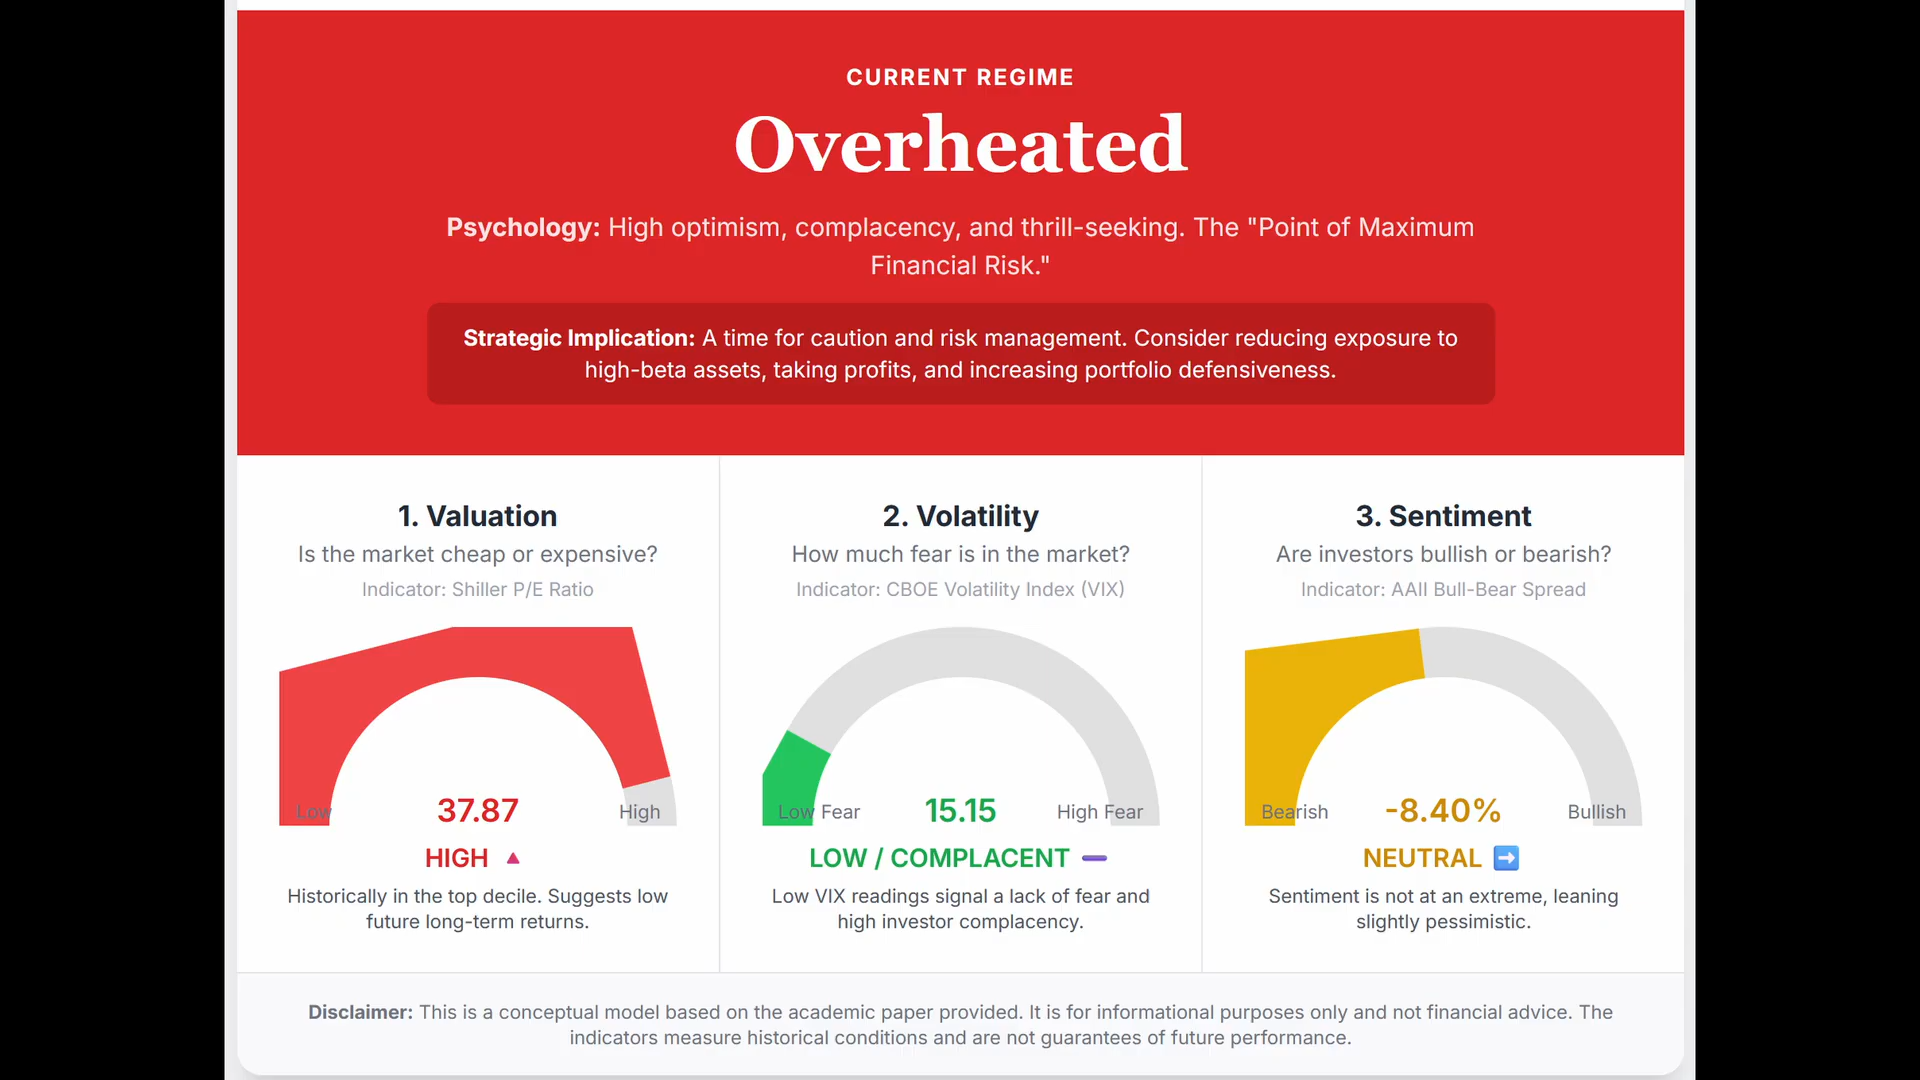 CURRENT REGIME
Overheated
Psychology: High optimism, complacency, and thrill-seeking. The "Point of Maximum
Financial Risk."
Strategic Implication: A time for caution and risk management. Consider reducing exposure to
high-beta assets, taking profits, and increasing portfolio defensiveness.
1. Valuation
Is the market cheap or expensive?
Indicator: Shiller P/E Ratio
Low
37.87
High
HIGH
Historically in the top decile. Suggests low
future long-term returns.
2. Volatility
How much fear is in the market?
Indicator: CBOE Volatility Index (VIX)
Low Fear
15.15
High Fear
LOW / COMPLACENT
Low VIX readings signal a lack of fear and
high investor complacency.
3. Sentiment
Are investors bullish or bearish?
Indicator: AAII Bull-Bear Spread
Bearish
-8.40%
Bullish
NEUTRAL
Sentiment is not at an extreme, leaning
slightly pessimistic.
Disclaimer: This is a conceptual model based on the academic paper provided. It is for informational purposes only and not financial advice. The
indicators measure historical conditions and are not guarantees of future performance.